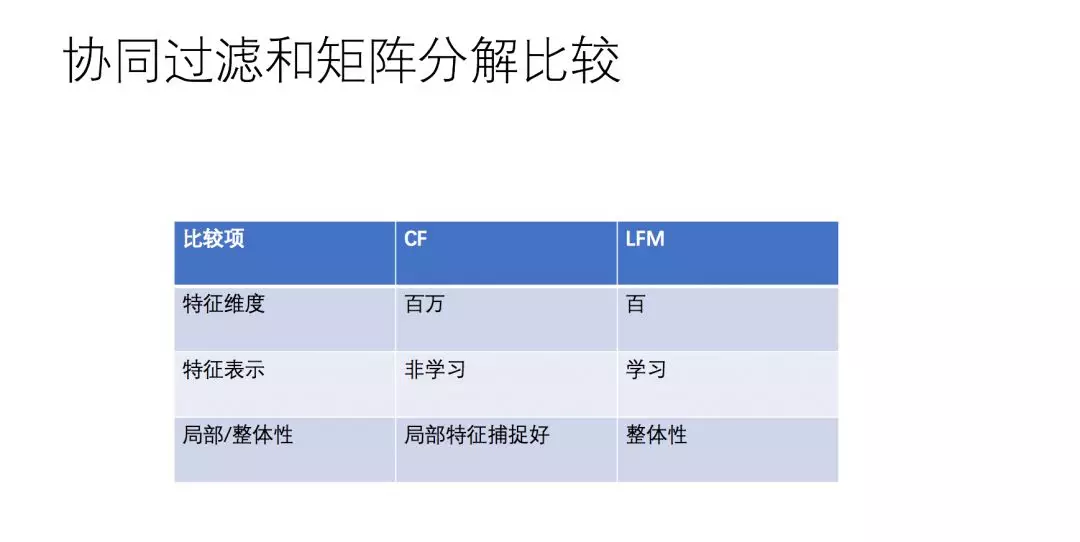 协同过滤和矩阵分解比较
比较项 CF LFM
特征维度 百万 百
特征表示 非学习 学习
局部/整体性 局部特征捕捉好 整体性